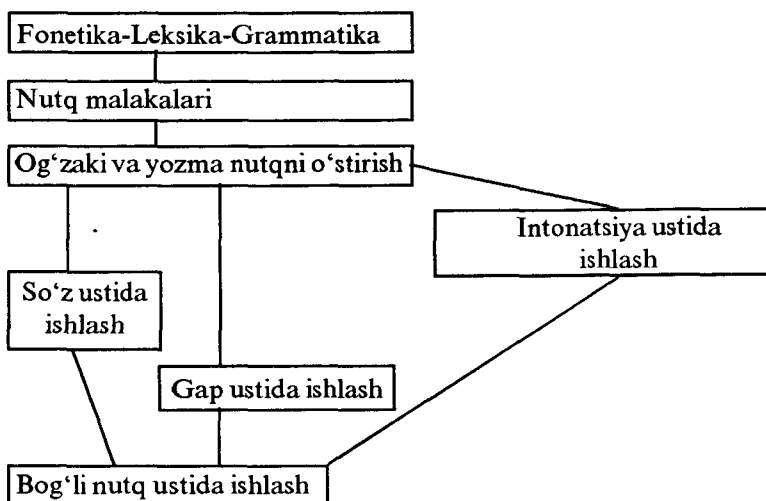 Fonetika-Leksika-Grammatika
Nutq malakalari
Og‘zaki va yozma nutqni o‘stirish
Intonatsiya ustida
ishlash
So‘z ustida
ishlash
Gap ustida ishlash
Bog‘li nutq ustida ishlash